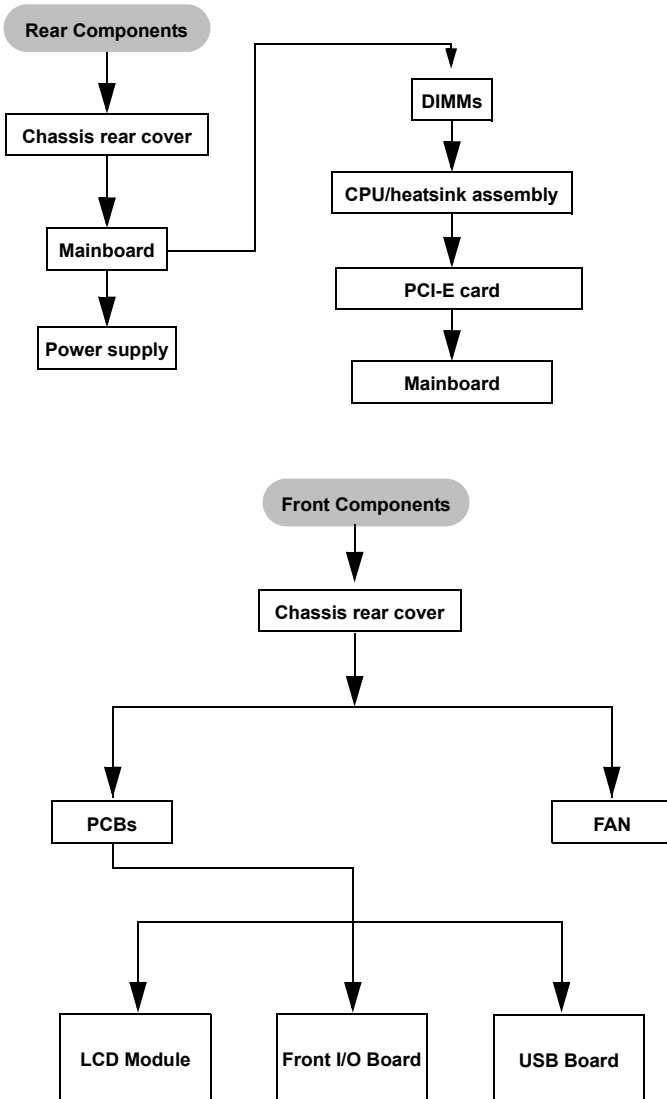 Rear Components
Chassis rear cover
Mainboard
Power supply
DIMMs
CPU/heatsink assembly
PCI-E card
Mainboard
Front Components
Chassis rear cover
PCBs
FAN
LCD Module
Front I/O Board
USB Board